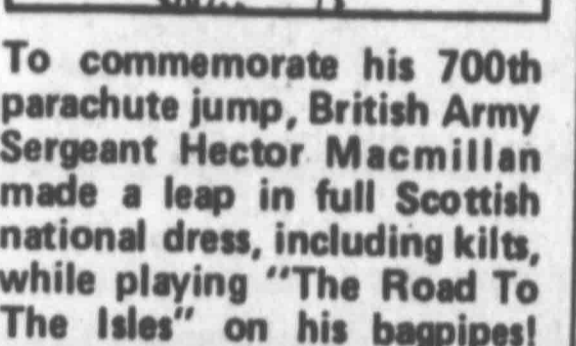 To commemorate his 700th
parachute jump, British Army
Sergeant Hector Macmillan
made a leap in full Scottish
national dress, including kilts,
while playing "The Road To
The Isles" on his bagpipes!